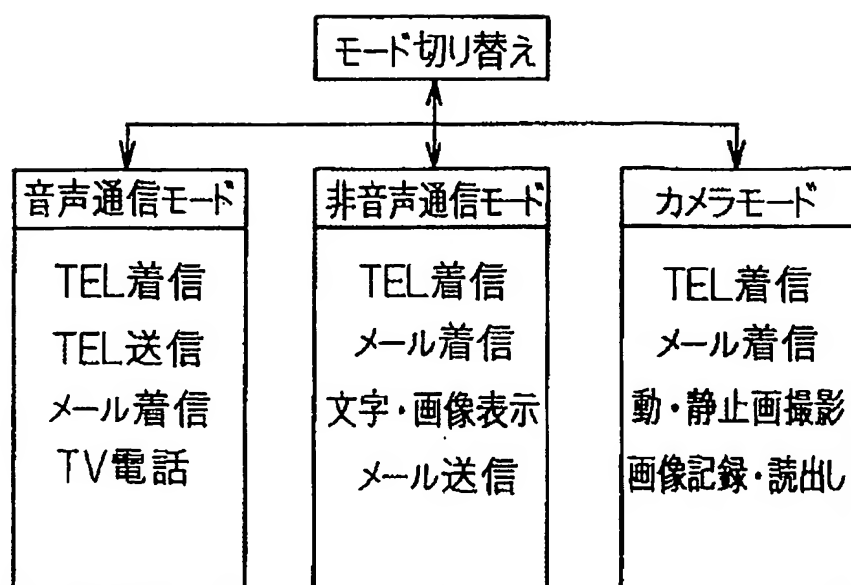 モード切り替え
音声通信モード
TEL着信
TEL送信
メール着信
TV電話
非音声通信モード
TEL着信
メール着信
文字・画像表示
メール送信
カメラモード
TEL着信
メール着信
動・静止画撮影
画像記録・読出し